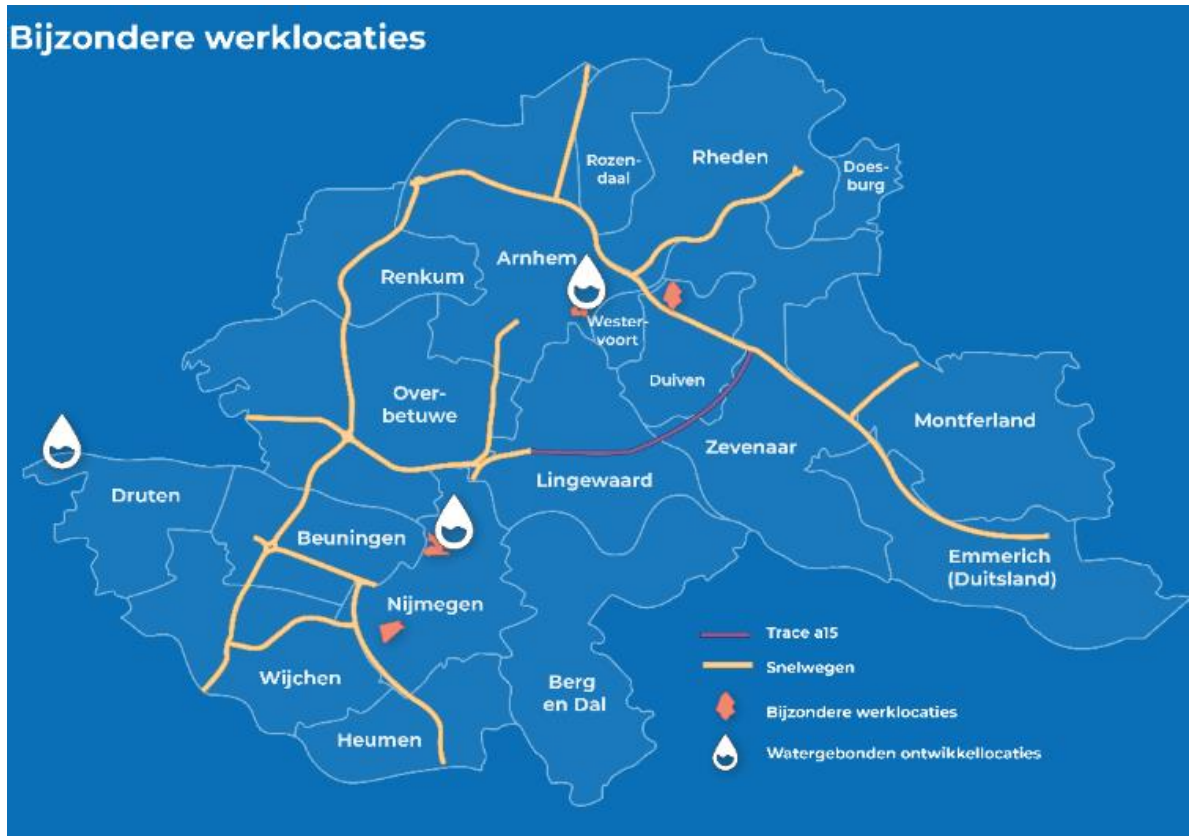 Bijzondere werklocaties
Rozen-
daal
Rheden
Does-
burg
Arnhem
Renkum
Wester-
voort
Duiven
Over-
betuwe
Montferland
Zevenaar
Lingewaard
Druten
Beuningen
Emmerich
(Duitsland)
Nijmegen
Wijchen
Berg
en Dal
Heumen
Trace a15
Snelwegen
Bijzondere werklocaties
Watergebonden ontwikkellocaties